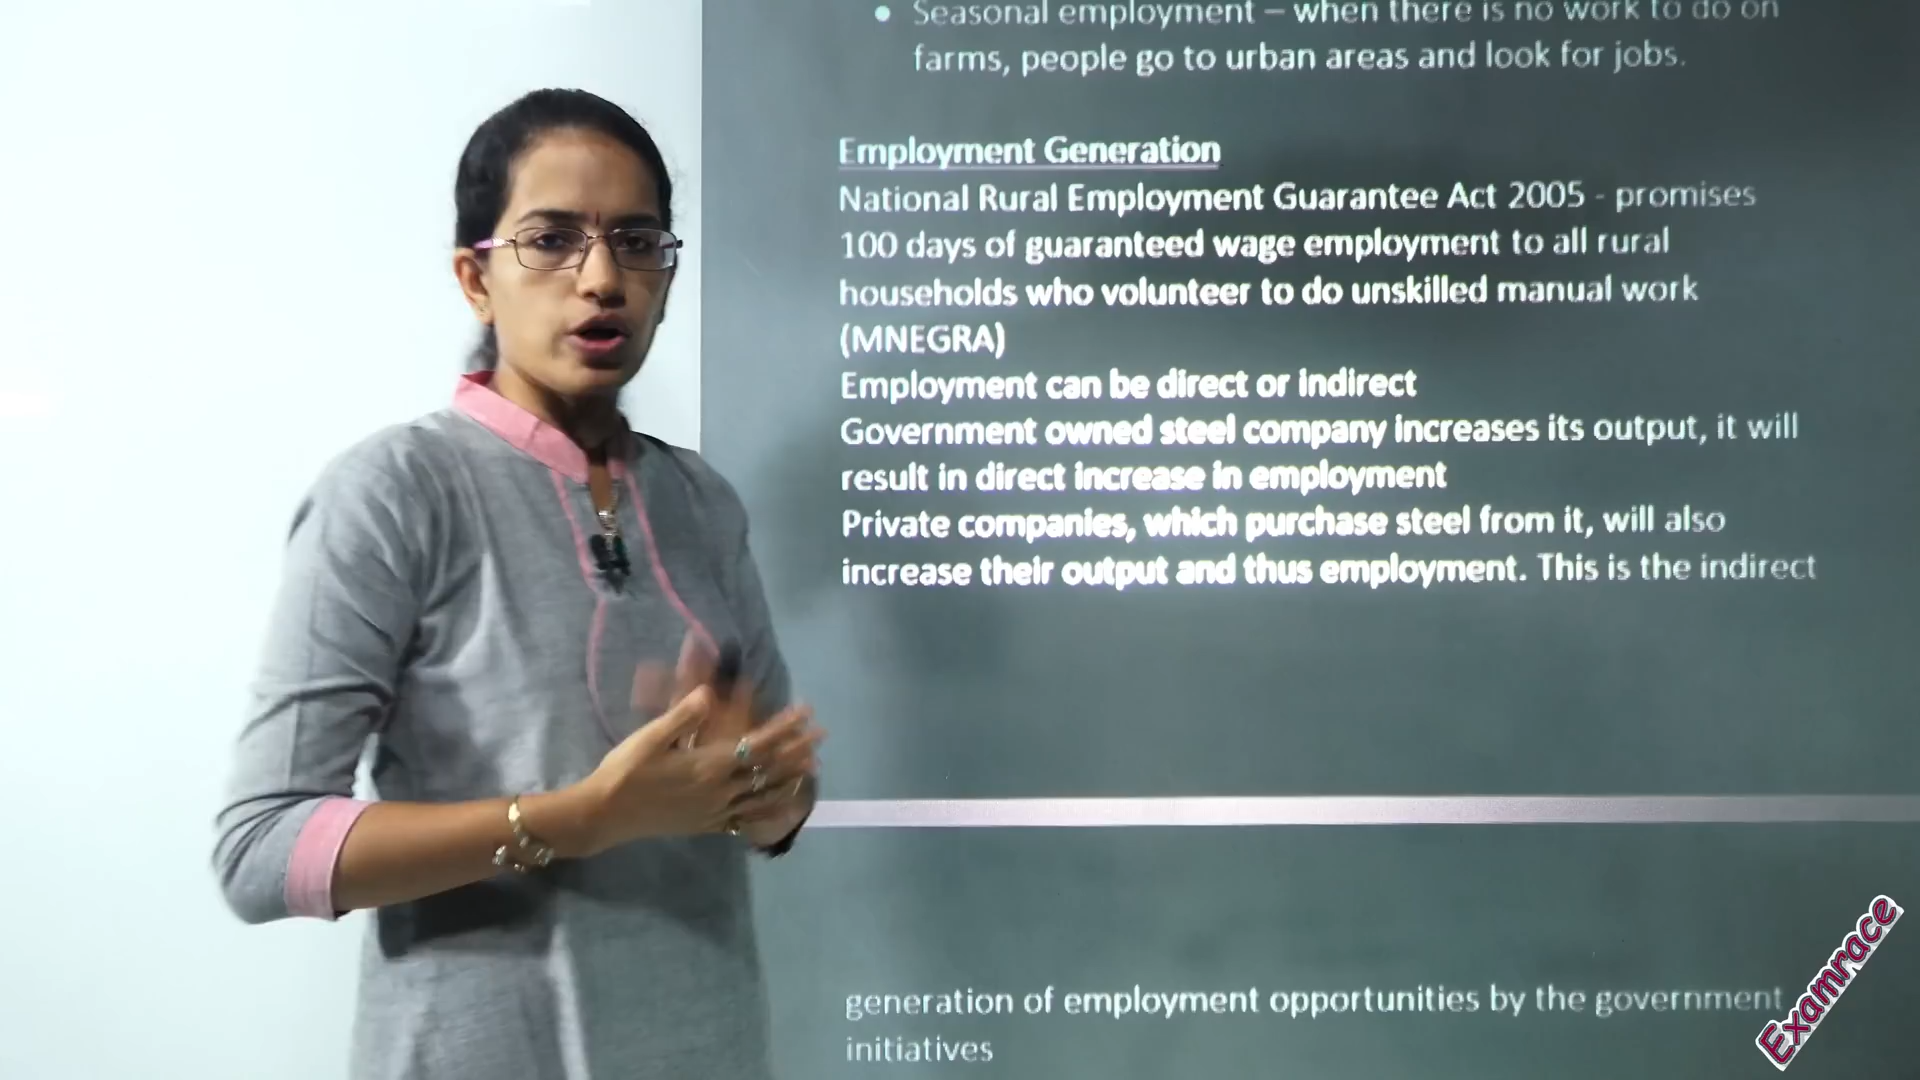 • Seasonal employment – when there is no work to do on
farms, people go to urban areas and look for jobs.
Employment Generation
National Rural Employment Guarantee Act 2005 - promises
100 days of guaranteed wage employment to all rural
households who volunteer to do unskilled manual work
(MNEGRA)
Employment can be direct or indirect
Government owned steel company increases its output, it will
result in direct increase in employment
Private companies, which purchase steel from it, will also
increase their output and thus employment. This is the indirect
generation of employment opportunities by the government
initiatives
Examrace